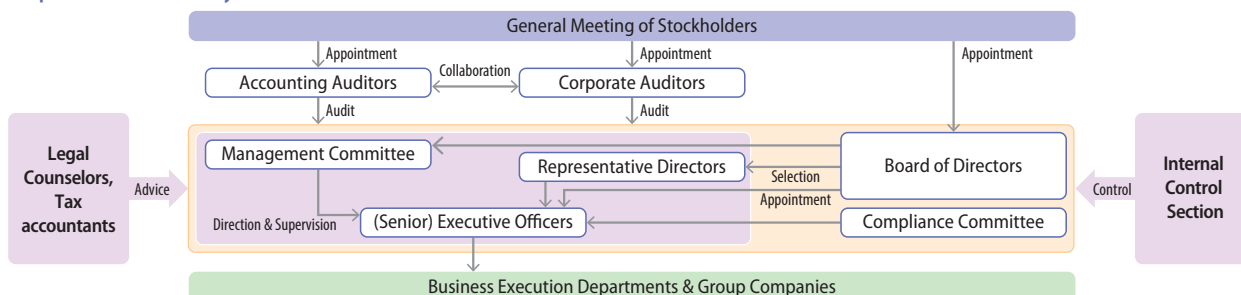 General Meeting of Stockholders
Appointment
Appointment
Appointment
Collaboration
Accounting Auditors
Corporate Auditors
Audit
Audit
Legal
Counselors,
Tax
accountants
Advice
Management Committee
Representative Directors
Board of Directors
Selection
Appointment
Direction & Supervision
(Senior) Executive Officers
Compliance Committee
Control
Internal
Control
Section
Business Execution Departments & Group Companies